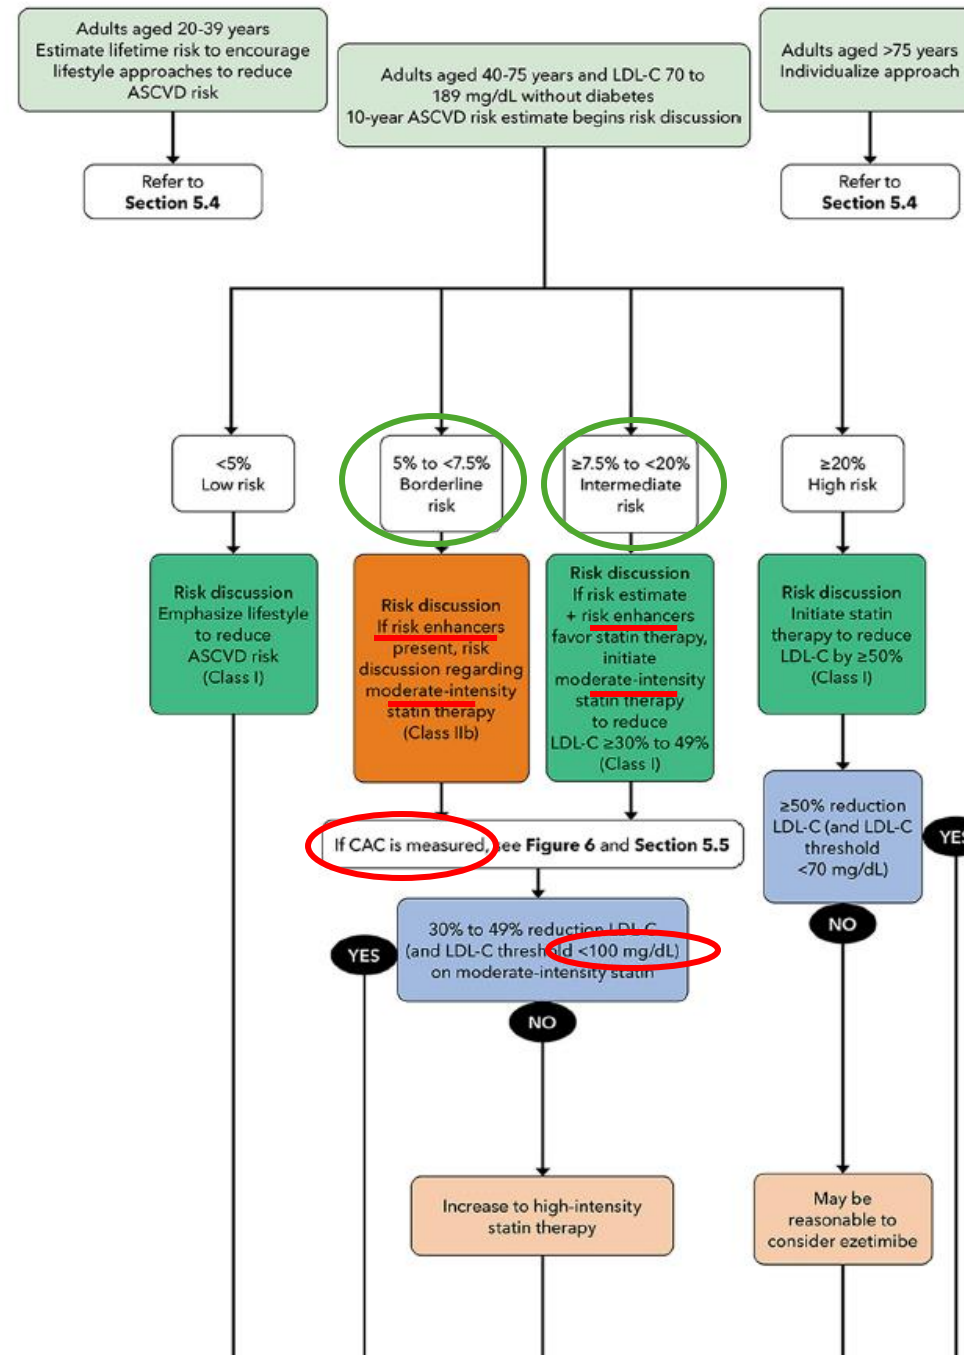 Adults aged 20-39 years
Estimate lifetime risk to encourage
lifestyle approaches to reduce
ASCVD risk
Adults aged 40-75 years and LDL-C 70 to
189 mg/dL without diabetes
10-year ASCVD risk estimate begins risk discussion
Adults aged >75 years
Individualize approach
Refer to
Section 5.4
Refer to
Section 5.4
<5%
Low risk
5% to <7.5%
Borderline
risk
≥7.5% to <20%
Intermediate
risk
≥20%
High risk
Risk discussion
Emphasize lifestyle
to reduce
ASCVD risk
(Class I)
Risk discussion
If risk enhancers
present, risk
discussion regarding
moderate-intensity
statin therapy
(Class IIb)
Risk discussion
If risk estimate
+ risk enhancers
favor statin therapy,
initiate
moderate-intensity
statin therapy
to reduce
LDL-C ≥30% to 49%
(Class I)
Risk discussion
Initiate statin
therapy to reduce
LDL-C by ≥50%
(Class I)
If CAC is measured, see Figure 6 and Section 5.5
≥50% reduction
LDL-C (and LDL-C
threshold
<70 mg/dL)
YES
30% to 49% reduction LDL-C
(and LDL-C threshold <100 mg/dL)
on moderate-intensity statin
YES
NO
NO
Increase to high-intensity
statin therapy
May be
reasonable to
consider ezetimibe